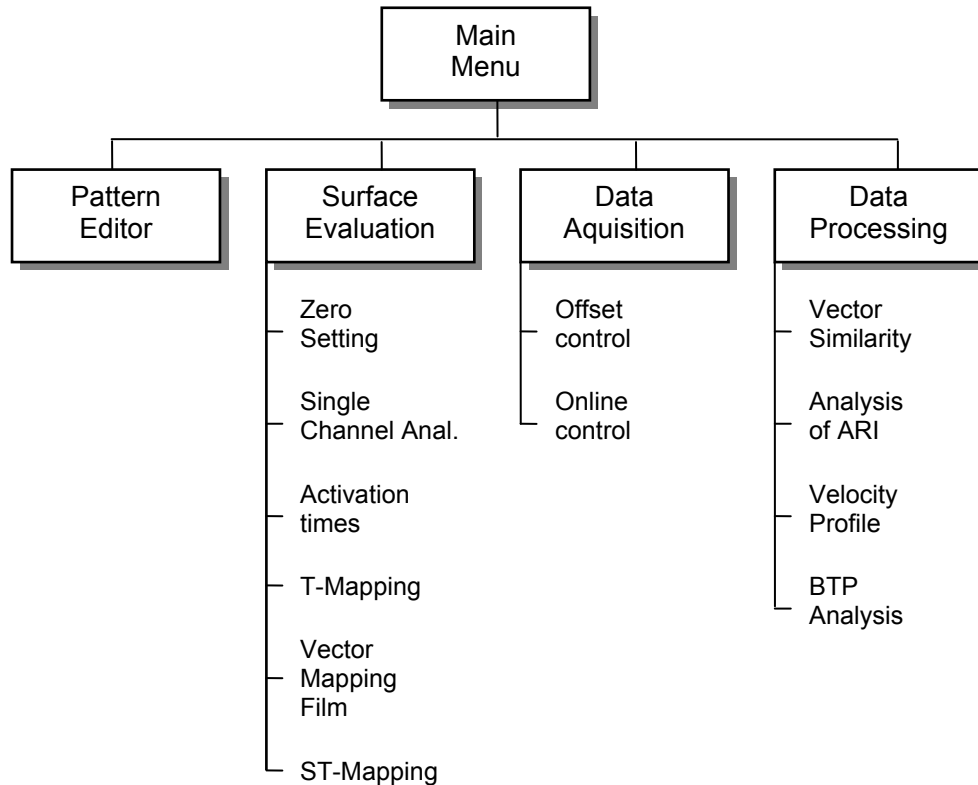 Main
Menu
Pattern
Editor
Surface
Evaluation
Data
Aquisition
Data
Processing
Zero
Setting
Single
Channel Anal.
Activation
times
T-Mapping
Vector
Mapping
Film
ST-Mapping
Offset
control
Online
control
Vector
Similarity
Analysis
of ARI
Velocity
Profile
BTP
Analysis